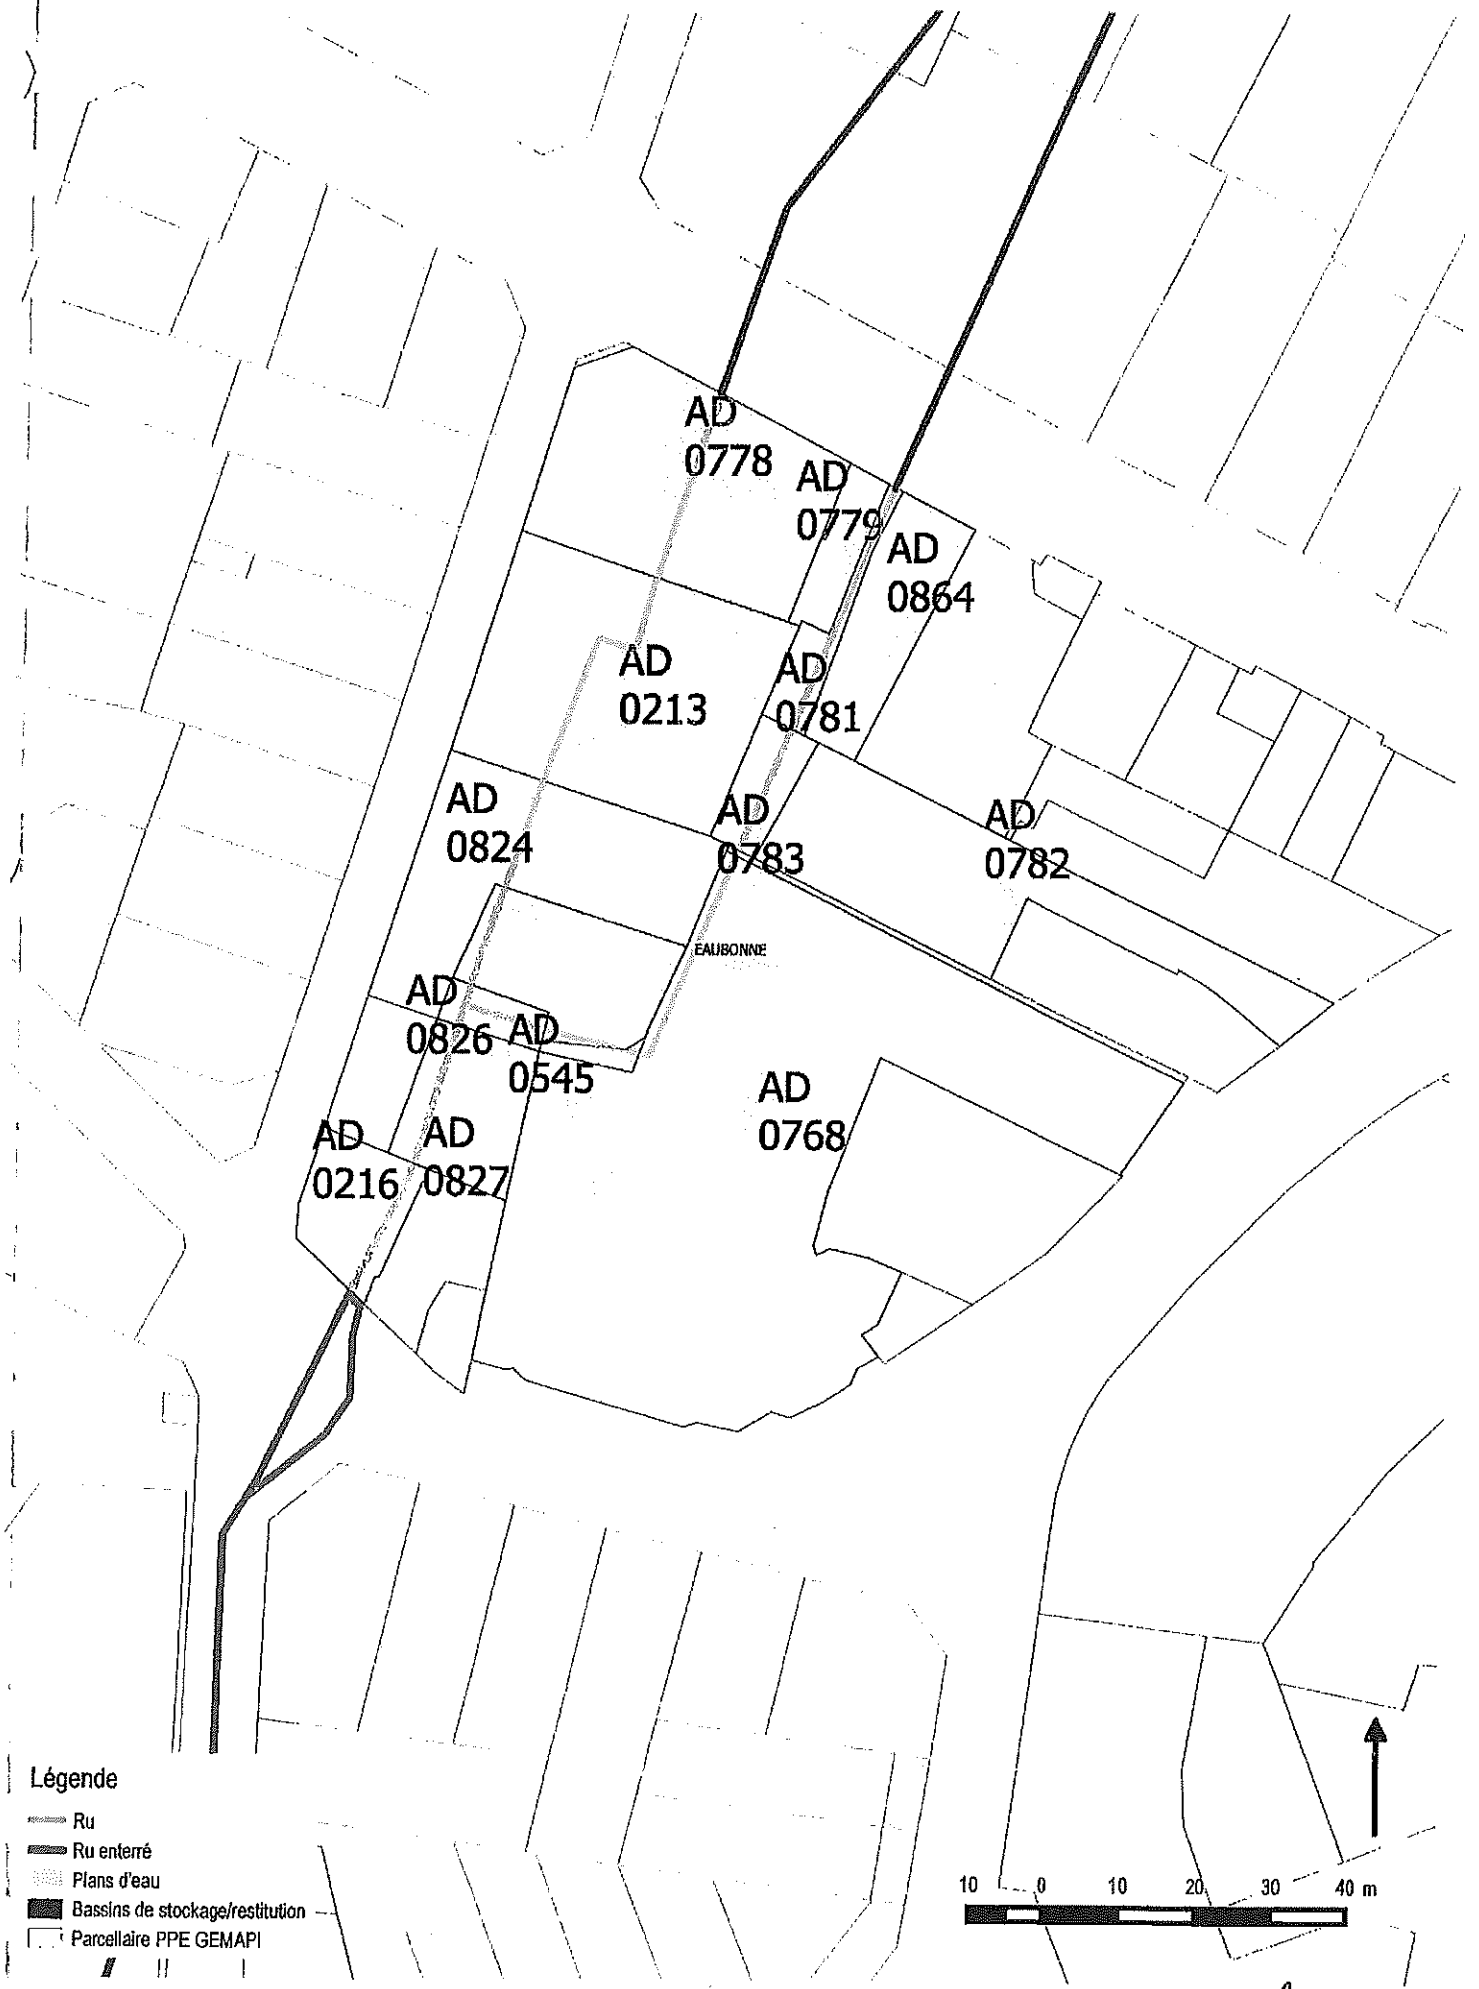 AD
0778
AD
0779
AD
0864
AD
0213
AD
0781
AD
0824
AD
0783
AD
0782
EAUBONNE
AD
0826
AD
0545
AD
0768
AD
0216
AD
0827
Légende
Ru
Ru enterré
Plans d'eau
Bassins de stockage/restitution
Parcellaire PPE GEMAPI
10 0 10 20 30 40 m